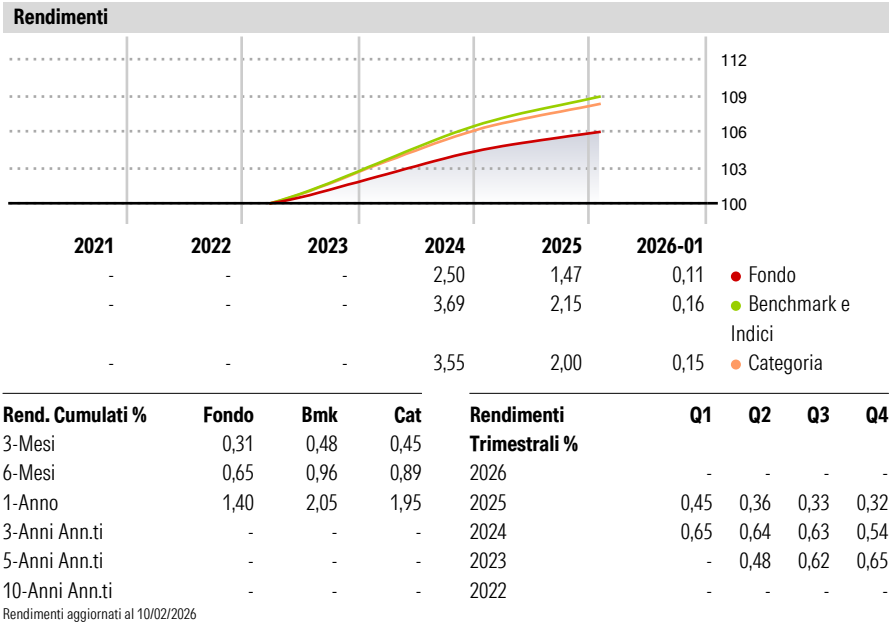 Rendimenti
112
109
106
103
100
2021 2022 2023 2024 2025 2026-01
- - - 2,50 1,47 0,11 Fondo
- - - 3,69 2,15 0,16 Benchmark e
Indici
- - - 3,55 2,00 0,15 Categoria
Rend. Cumulati % Fondo Bmk Cat
3-Mesi 0,31 0,48 0,45
6-Mesi 0,65 0,96 0,89
1-Anno 1,40 2,05 1,95
3-Anni Ann.ti - - -
5-Anni Ann.ti - - -
10-Anni Ann.ti - - -
Rendimenti Q1 Q2 Q3 Q4
Trimestrali %
2026 - - - -
2025 0,45 0,36 0,33 0,32
2024 0,65 0,64 0,63 0,54
2023 - 0,48 0,62 0,65
2022 - - - -
Rendimenti aggiornati al 10/02/2026